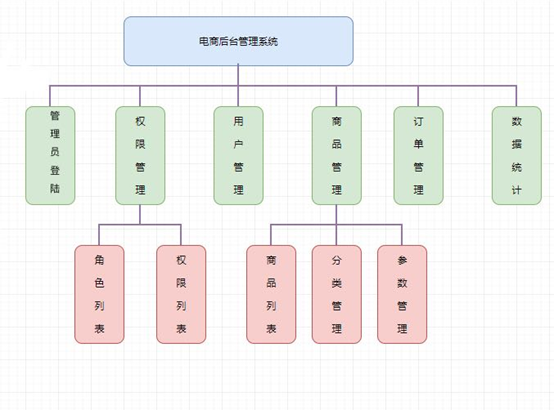 电商后台管理系统
管理员登陆
权限管理
用户管理
商品管理
订单管理
数据统计
角色列表
权限列表
商品列表
分类管理
参数管理